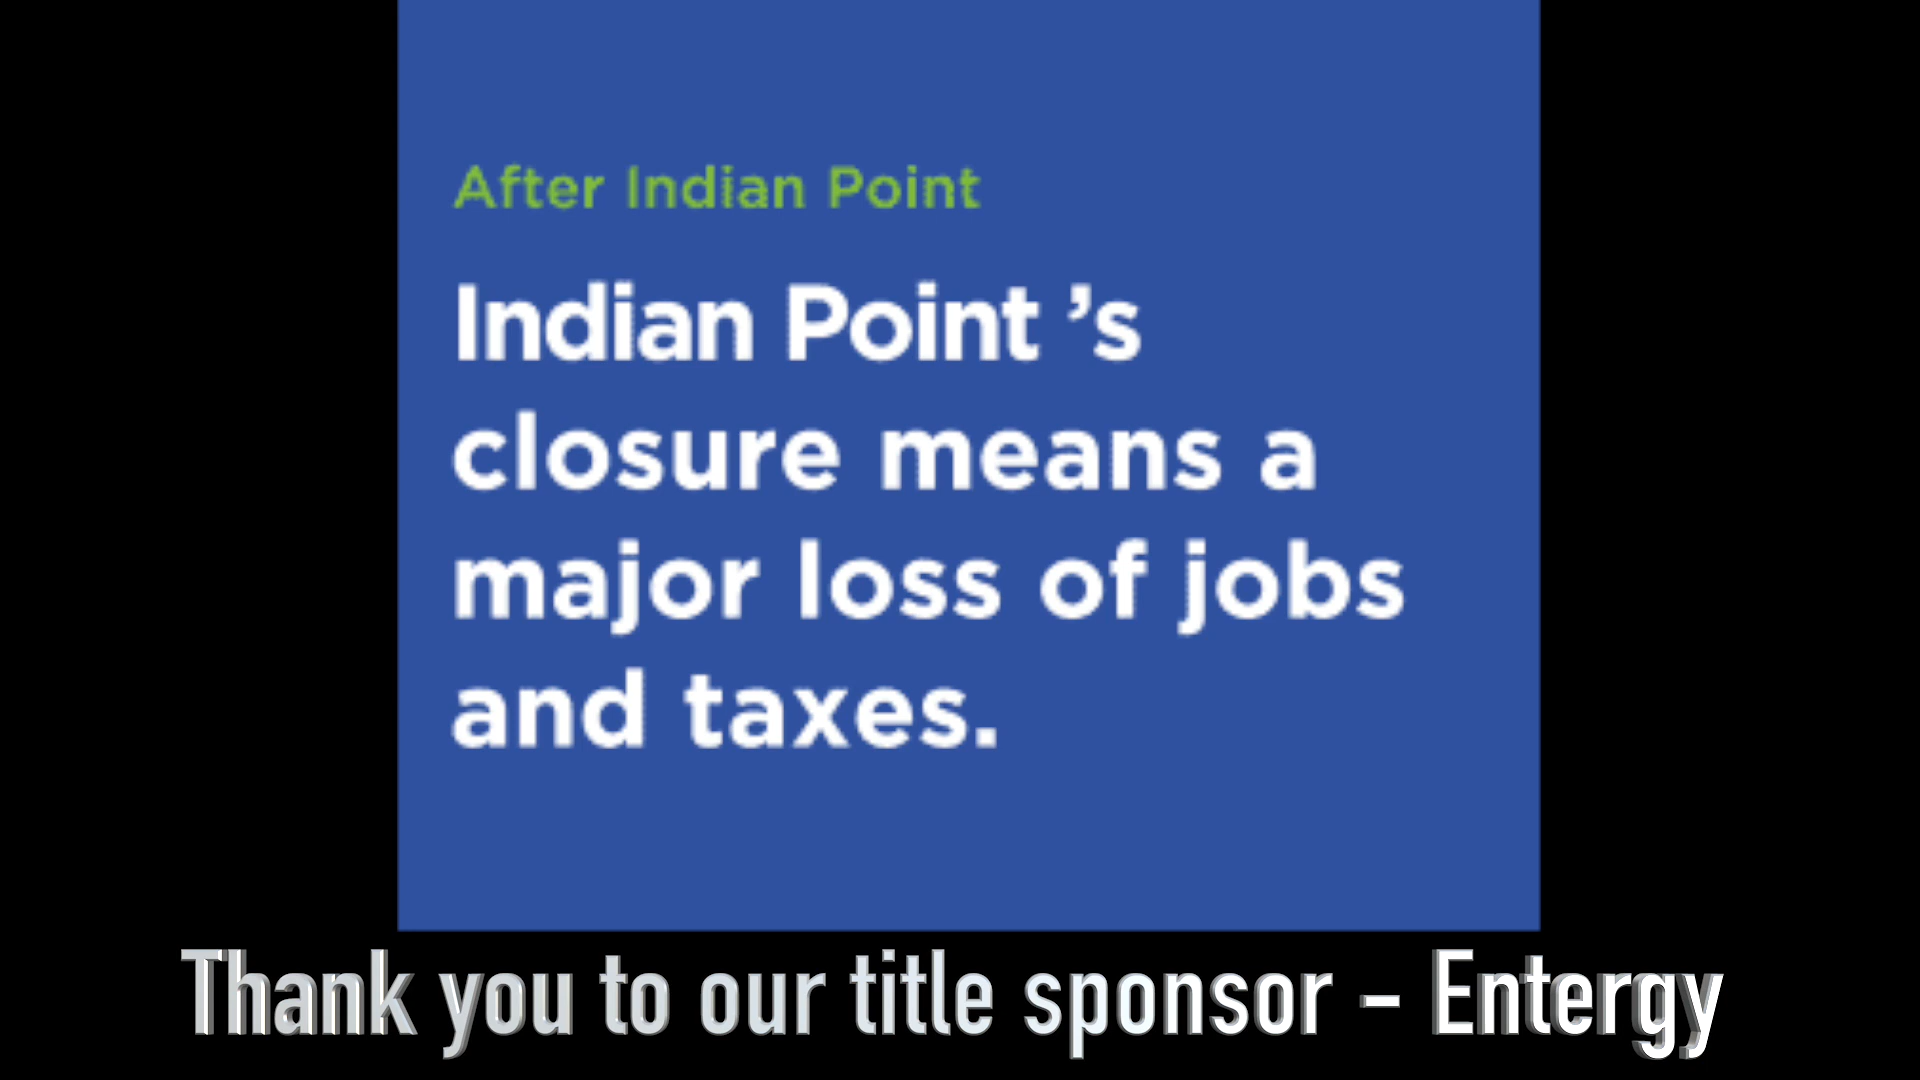 After Indian Point
Indian Point ’s
closure means a
major loss of jobs
and taxes.
Thank you to our title sponsor - Entergy